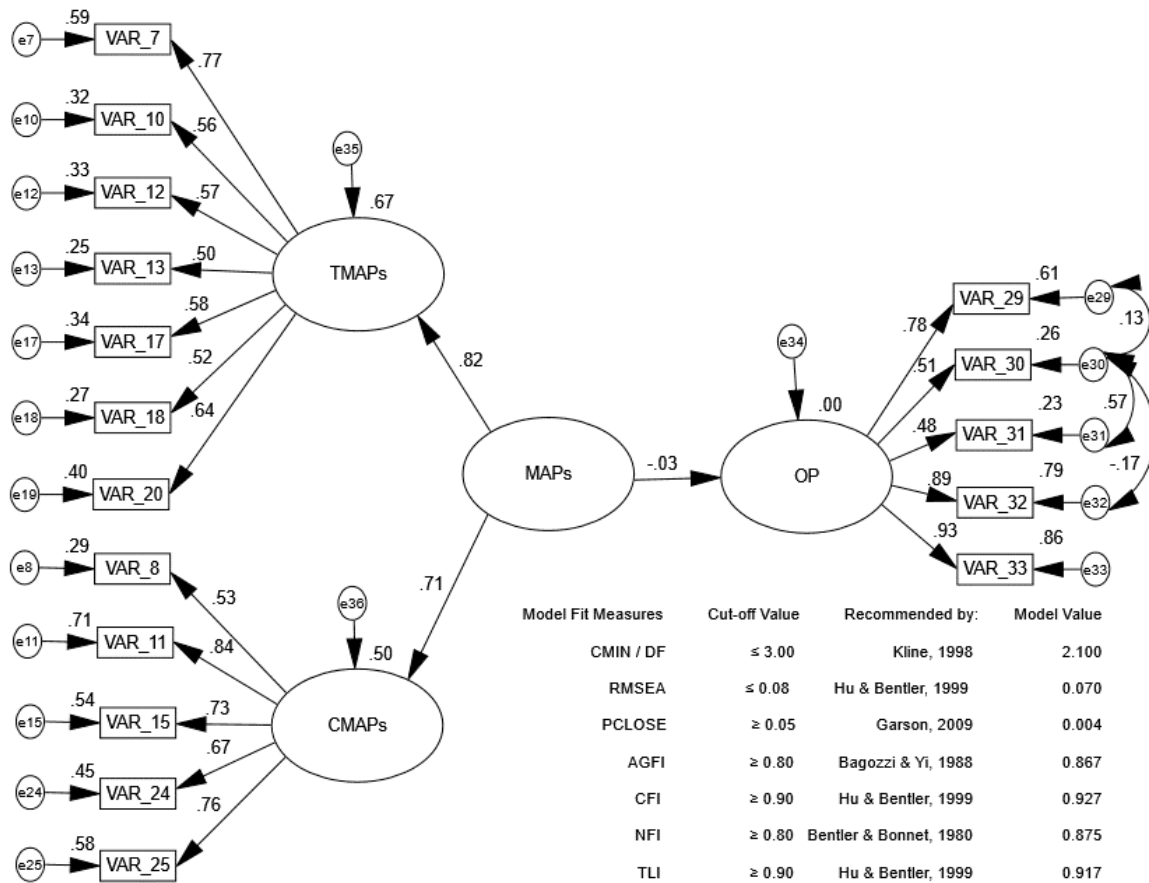 .59
e7
VAR_7
.77
.32
e10
VAR_10
.56
.33
e12
VAR_12
.57
.25
e13
VAR_13
.50
.34
e17
VAR_17
.58
.27
e18
VAR_18
.52
.40
e19
VAR_20
.64
e35
.67
TMAPs
.82
MAPs
-.03
.71
.29
e8
VAR_8
.53
.71
e11
VAR_11
.84
.54
e15
VAR_15
.73
.45
e24
VAR_24
.67
.58
e25
VAR_25
.76
e36
.50
CMAPs
e34
.00
OP
.78
VAR_29
.61
e29
.13
.51
VAR_30
.26
e30
.57
.48
VAR_31
.23
e31
-.17
.89
VAR_32
.79
e32
.93
VAR_33
.86
e33
Model Fit Measures Cut-off Value Recommended by: Model Value
CMIN / DF ≤ 3.00 Kline, 1998 2.100
RMSEA ≤ 0.08 Hu & Bentler, 1999 0.070
PCLOSE ≥ 0.05 Garson, 2009 0.004
AGFI ≥ 0.80 Bagozzi & Yi, 1988 0.867
CFI ≥ 0.90 Hu & Bentler, 1999 0.927
NFI ≥ 0.80 Bentler & Bonnet, 1980 0.875
TLI ≥ 0.90 Hu & Bentler, 1999 0.917